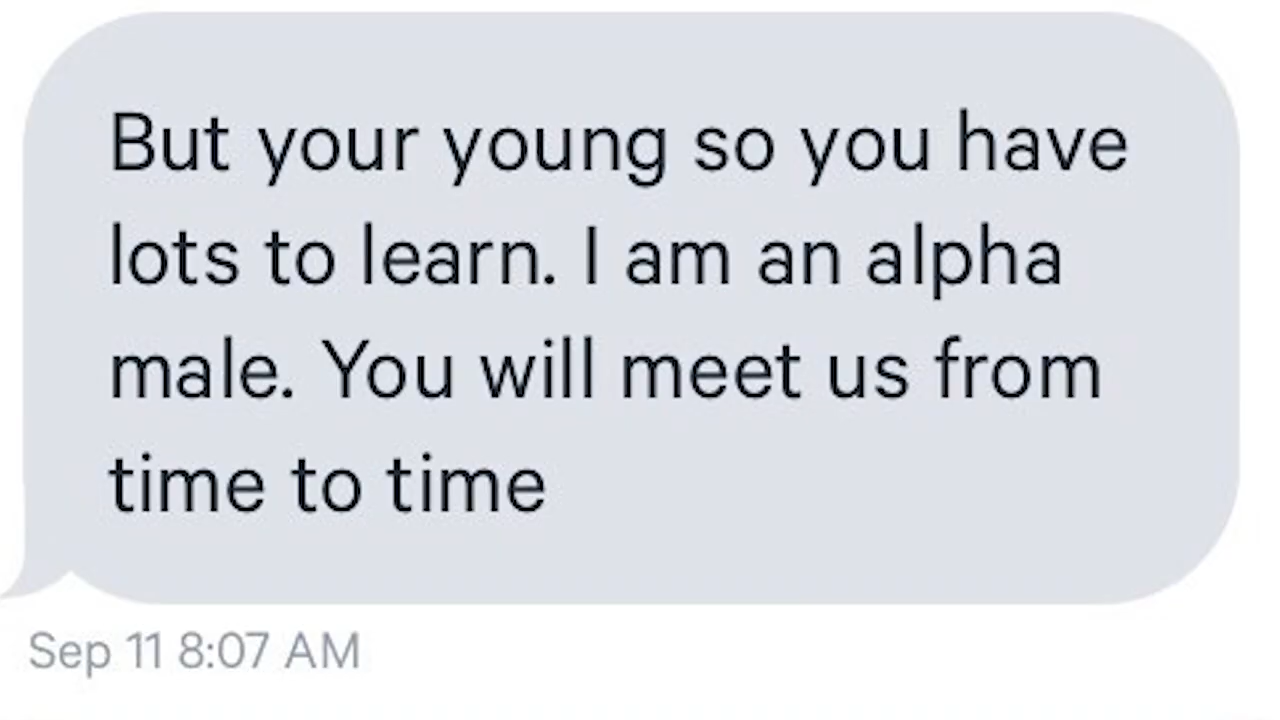 But your young so you have
lots to learn. I am an alpha
male. You will meet us from
time to time
Sep 11 8:07 AM